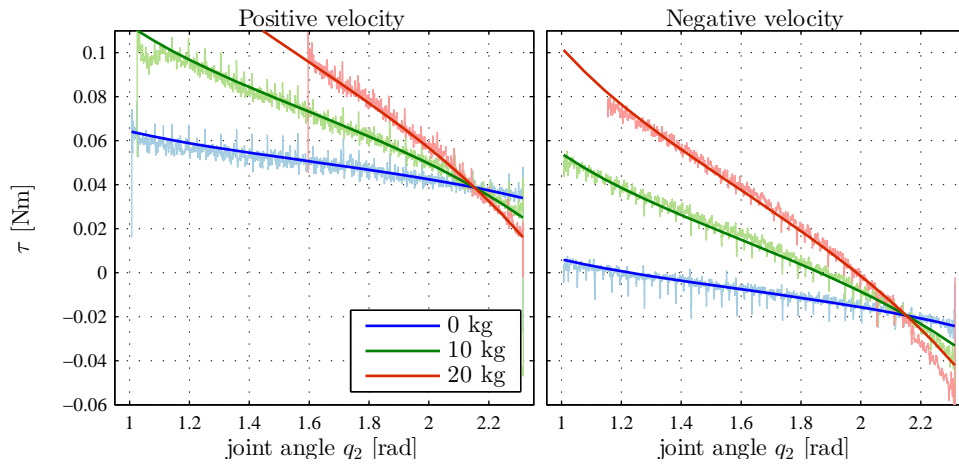 Positive velocity
Negative velocity
τ [Nm]
0.1
0.08
0.06
0.04
0.02
0
−0.02
−0.04
−0.06
0 kg
10 kg
20 kg
1 1.2 1.4 1.6 1.8 2 2.2
1 1.2 1.4 1.6 1.8 2 2.2
joint angle q₂ [rad]
joint angle q₂ [rad]